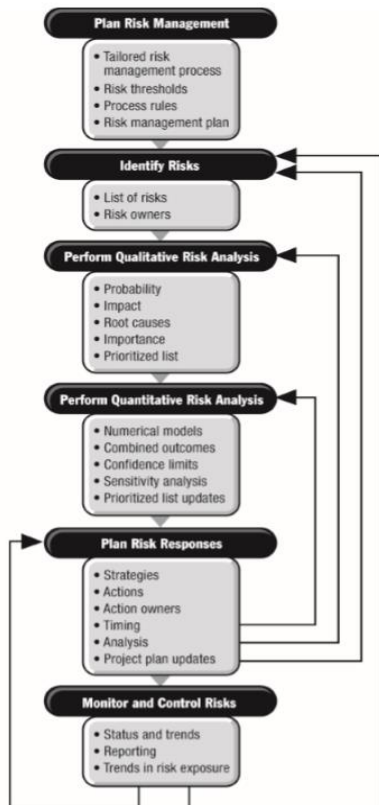 Plan Risk Management
• Tailored risk
management process
• Risk thresholds
• Process rules
• Risk management plan
Identify Risks
• List of risks
• Risk owners
Perform Qualitative Risk Analysis
• Probability
• Impact
• Root causes
• Importance
• Prioritized list
Perform Quantitative Risk Analysis
• Numerical models
• Combined outcomes
• Confidence limits
• Sensitivity analysis
• Prioritized list updates
Plan Risk Responses
• Strategies
• Actions
• Action owners
• Timing
• Analysis
• Project plan updates
Monitor and Control Risks
• Status and trends
• Reporting
• Trends in risk exposure